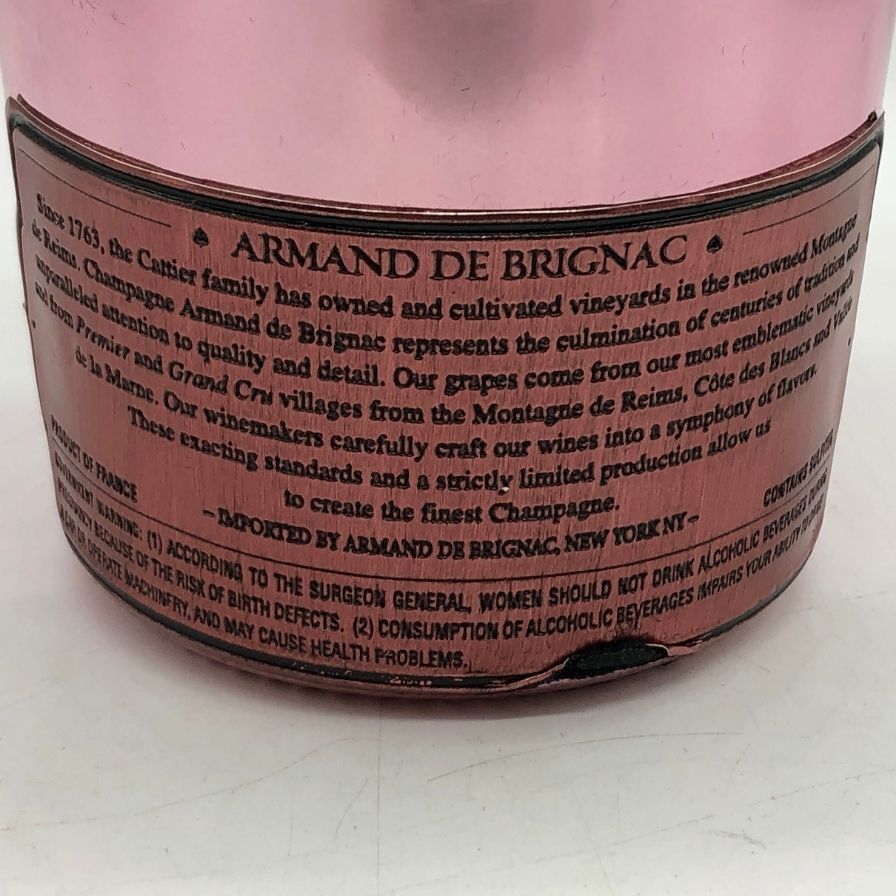 ♠ ARMAND DE BRIGNAC ♠
Since 1763, the Cattier family has owned and cultivated vineyards in the renowned Montagne
de Reims. Champagne Armand de Brignac represents the culmination of centuries of tradition and
unparalleled attention to quality and detail. Our grapes come from our most emblematic vineyards
and from Premier and Grand Cru villages from the Montagne de Reims, Côte des Blancs and Vallée
de la Marne. Our winemakers carefully craft our wines into a symphony of flavors.
These exacting standards and a strictly limited production allow us
to create the finest Champagne.
– IMPORTED BY ARMAND DE BRIGNAC, NEW YORK NY –
PRODUCT OF FRANCE
CONTAINS SULFITES
GOVERNMENT WARNING: (1) ACCORDING TO THE SURGEON GENERAL, WOMEN SHOULD NOT DRINK ALCOHOLIC BEVERAGES DURING
PREGNANCY BECAUSE OF THE RISK OF BIRTH DEFECTS. (2) CONSUMPTION OF ALCOHOLIC BEVERAGES IMPAIRS YOUR ABILITY TO DRIVE
A CAR OR OPERATE MACHINERY, AND MAY CAUSE HEALTH PROBLEMS.